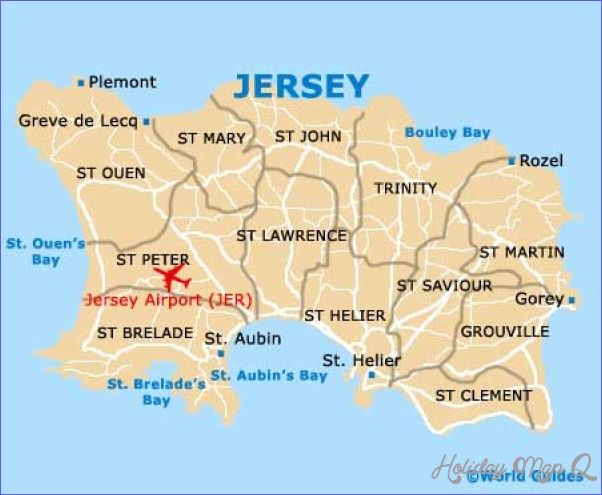 Plemont
JERSEY
Greve de Lecq
ST MARY
ST JOHN
Bouley Bay
Rozel
ST OUEN
TRINITY
St. Ouen's
Bay
ST LAWRENCE
ST PETER
ST MARTIN
ST SAVIOUR
Jersey Airport (JER)
Gorey
ST HELIER
ST BRELADE
St. Aubin
GROUVILLE
St. Helier
St. Aubin's Bay
St. Brelade's
Bay
ST CLEMENT
Holiday Map Q
©World Guides